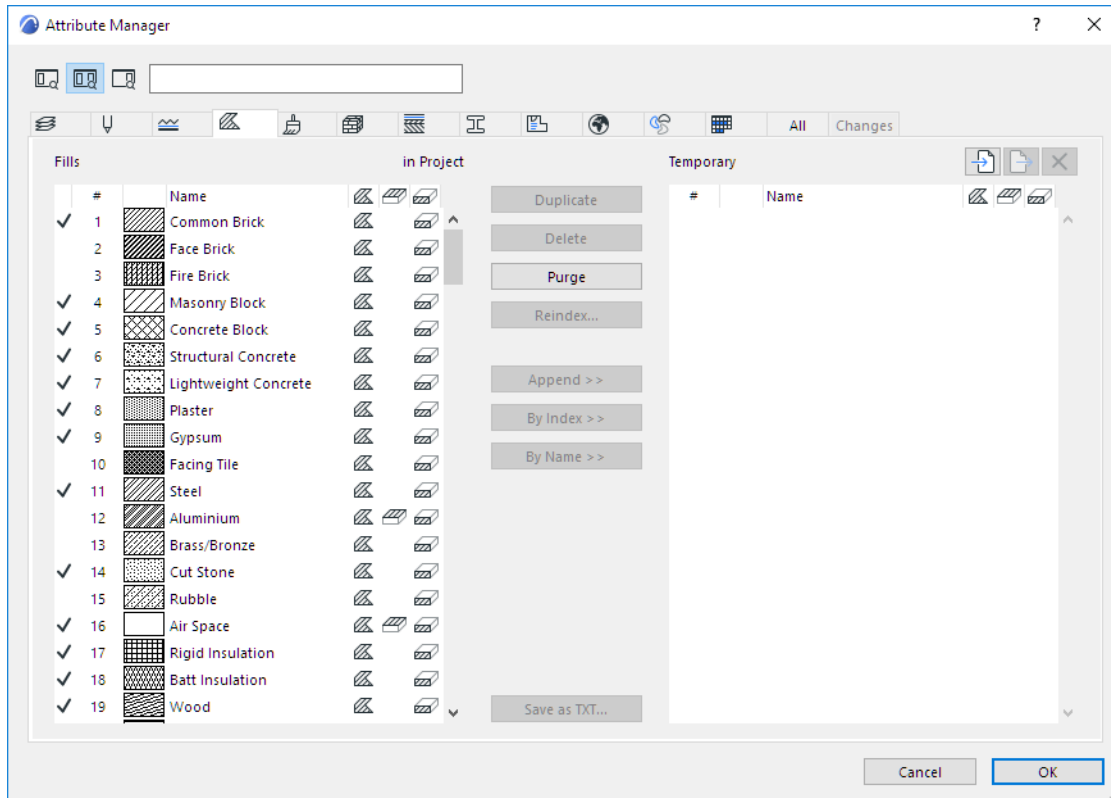 Attribute Manager
?
All
Changes
Fills
in Project
Temporary
# Name
1 Common Brick
2 Face Brick
3 Fire Brick
4 Masonry Block
5 Concrete Block
6 Structural Concrete
7 Lightweight Concrete
8 Plaster
9 Gypsum
10 Facing Tile
11 Steel
12 Aluminium
13 Brass/Bronze
14 Cut Stone
15 Rubble
16 Air Space
17 Rigid Insulation
18 Batt Insulation
19 Wood
Duplicate
Delete
Purge
Reindex...
Append >>
By Index >>
By Name >>
Save as TXT...
# Name
Cancel
OK